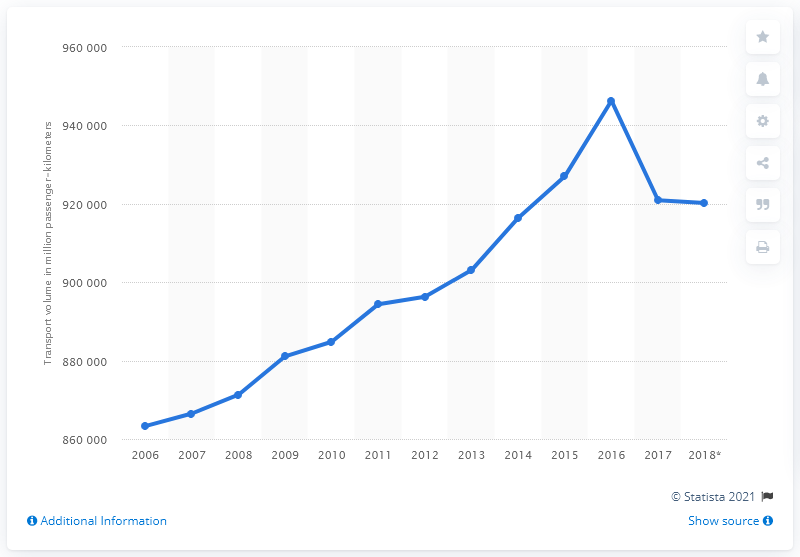 960 000
940 000
920 000
900 000
880 000
860 000
Transport volume in million passenger-kilometers
2006 2007 2008 2009 2010 2011 2012 2013 2014 2015 2016 2017 2018*
© Statista 2021
Additional Information
Show source